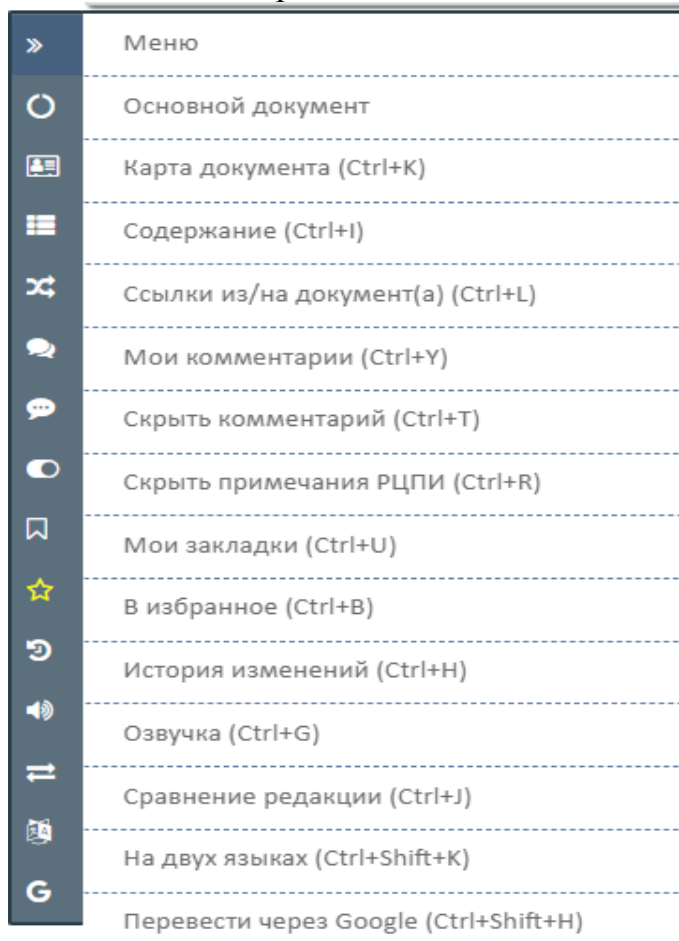 Меню
Основной документ
Карта документа (Ctrl+K)
Содержание (Ctrl+I)
Ссылки из/на документ(а) (Ctrl+L)
Мои комментарии (Ctrl+Y)
Скрыть комментарий (Ctrl+T)
Скрыть примечания РЦПИ (Ctrl+R)
Мои закладки (Ctrl+U)
В избранное (Ctrl+B)
История изменений (Ctrl+H)
Озвучка (Ctrl+G)
Сравнение редакции (Ctrl+J)
На двух языках (Ctrl+Shift+K)
Перевести через Google (Ctrl+Shift+H)